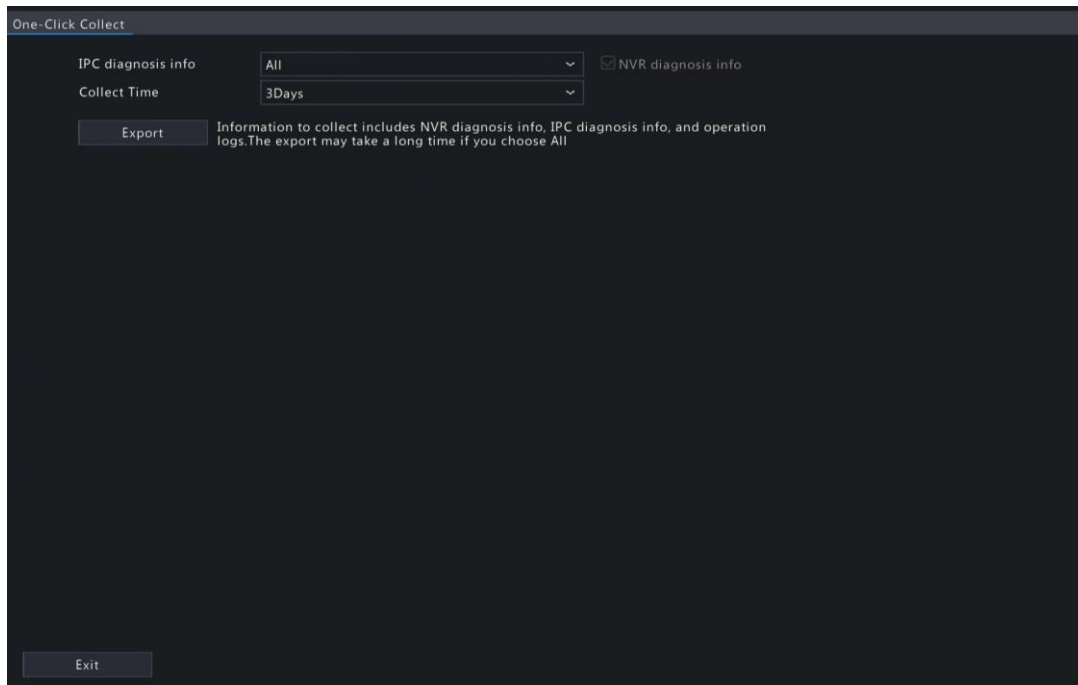 One-Click Collect
IPC diagnosis info All NVR diagnosis info
Collect Time 3Days
Export Information to collect includes NVR diagnosis info, IPC diagnosis info, and operation
logs.The export may take a long time if you choose All
Exit